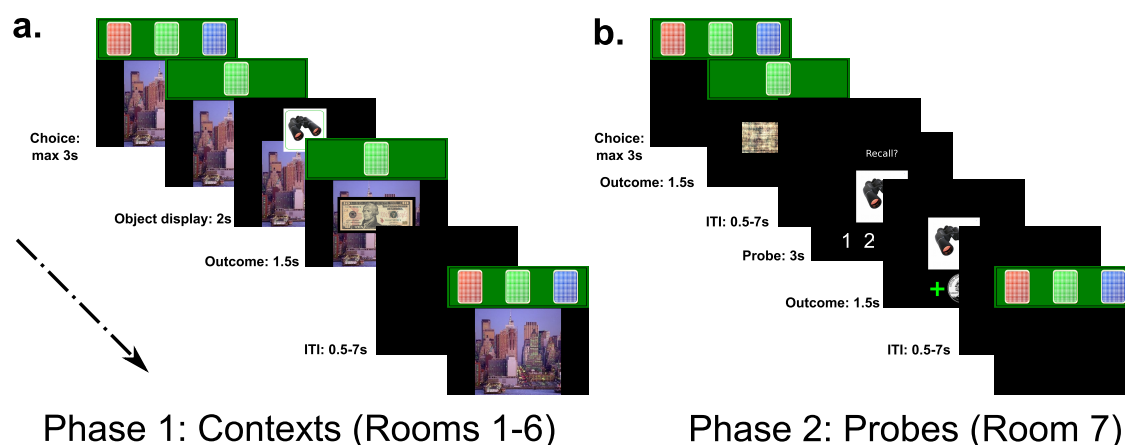 a.
Choice:
max 3s
Object display: 2s
Outcome: 1.5s
ITI: 0.5-7s
Phase 1: Contexts (Rooms 1-6)
b.
Choice:
max 3s
Outcome: 1.5s
Recall?
ITI: 0.5-7s
1 2
Probe: 3s
Outcome: 1.5s
+
ITI: 0.5-7s
Phase 2: Probes (Room 7)